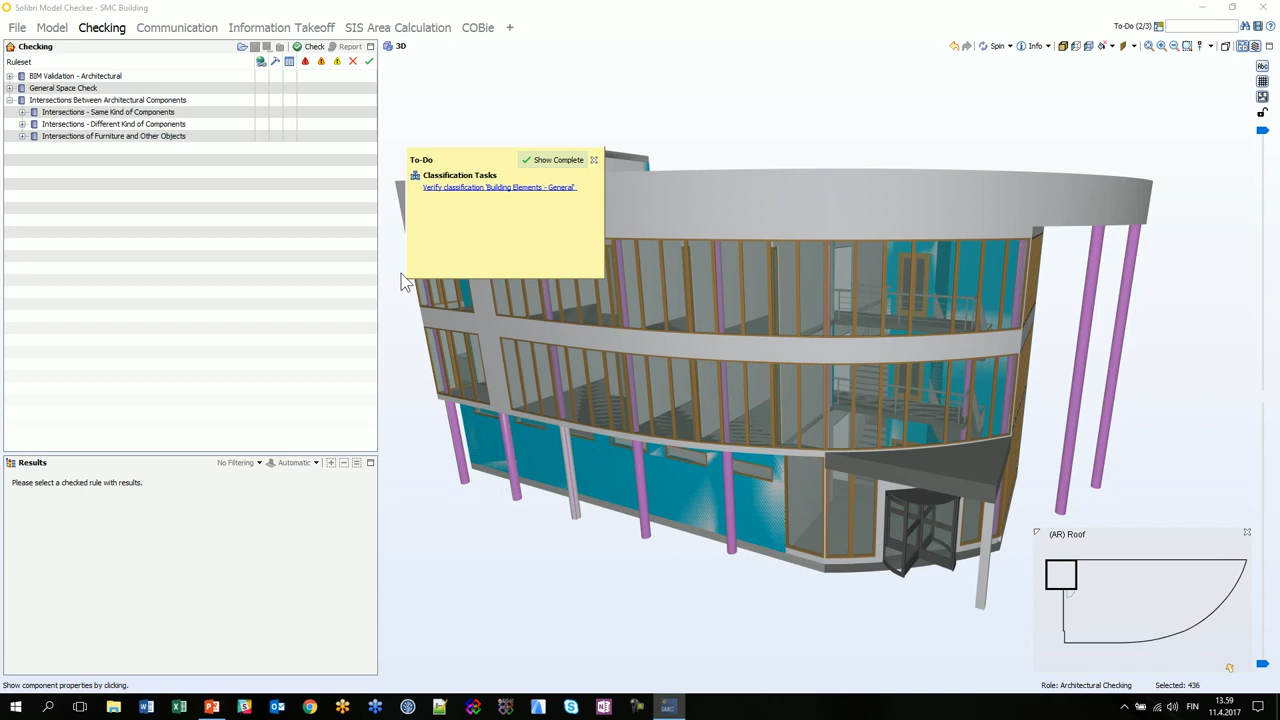 Solibri Model Checker - SMC Building
File Model Checking Communication Information Takeoff SIS Area Calculation COBie +
To-Do (2/3)
Checking
Check Report
3D
Spin Info
Ruleset
BIM Validation - Architectural
General Space Check
Intersections Between Architectural Components
Intersections - Same Kind of Components
Intersections - Different Kind of Components
Intersections of Furniture and Other Objects
Abc
To-Do Show Complete
Classification Tasks
Verify classification 'Building Elements - General'
Results
No Filtering Automatic
Please select a checked rule with results.
(AR) Roof
Show component properties by clicking.
Role: Architectural Checking Selected: 436
SMC
FIN
13.59
11.4.2017